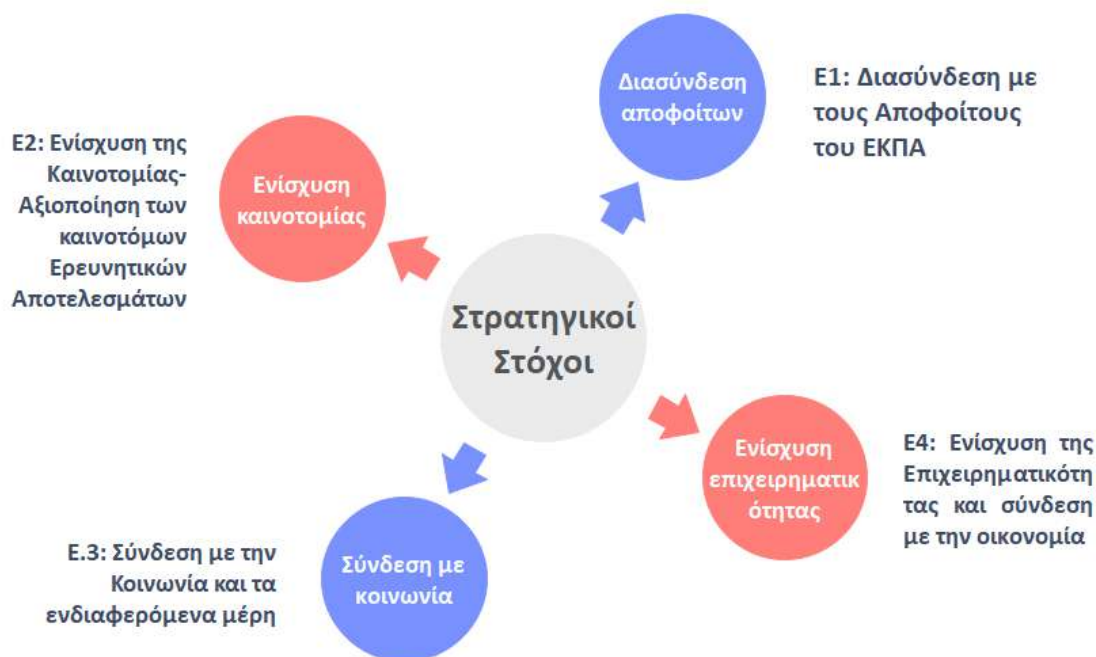 Διασύνδεση
αποφοίτων
Ε1: Διασύνδεση με
τους Αποφοίτους
του ΕΚΠΑ
Ε2: Ενίσχυση της
Καινοτομίας-
Αξιοποίηση των
καινοτόμων
Ερευνητικών
Αποτελεσμάτων
Ενίσχυση
καινοτομίας
Στρατηγικοί
Στόχοι
Ενίσχυση
επιχειρηματικ
ότητας
Ε4: Ενίσχυση της
Επιχειρηματικότη
τας και σύνδεση
με την οικονομία
Ε.3: Σύνδεση με την
Κοινωνία και τα
ενδιαφερόμενα μέρη
Σύνδεση με
κοινωνία